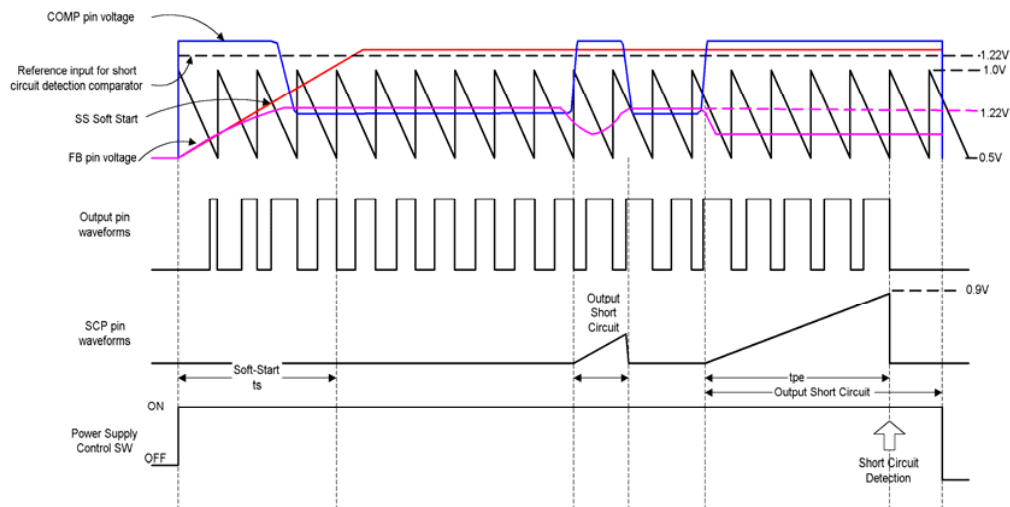 COMP pin voltage
Reference input for short
circuit detection comparator
SS Soft Start
FB pin voltage
1.22V
1.0V
1.22V
0.5V
Output pin
waveforms
0.9V
SCP pin
waveforms
Output
Short
Circuit
Soft-Start
ts
tpe
Output Short Circuit
ON
Power Supply
Control SW
OFF
Short Circuit
Detection